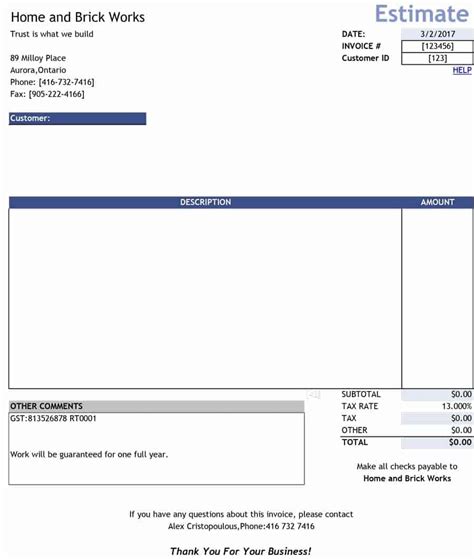 Home and Brick Works
Estimate
Trust is what we build
DATE: 3/2/2017
INVOICE # [123456]
89 Milloy Place
Customer ID [123]
Aurora,Ontario
HELP
Phone: [416-732-7416]
Fax: [905-222-4166]
Customer:
DESCRIPTION AMOUNT
SUBTOTAL $0.00
OTHER COMMENTS
TAX RATE 13.000%
GST:813526878 RT0001
TAX $0.00
OTHER $0.00
TOTAL $0.00
Work will be guaranteed for one full year.
Make all checks payable to
Home and Brick Works
If you have any questions about this invoice, please contact
Alex Cristopoulous,Phone:416 732 7416
Thank You For Your Business!